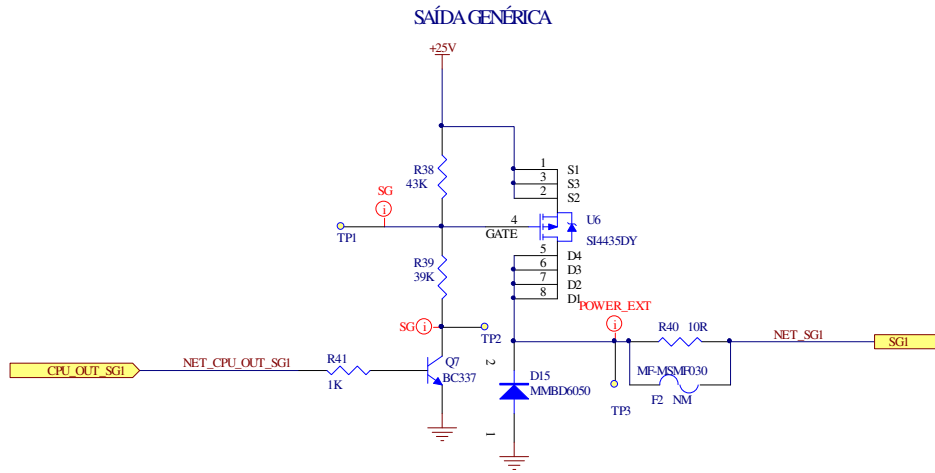 SAÍDA GENÉRICA
+25V
R38
43K
1
3
2
S1
S3
S2
SG
i
TP1
4
GATE
U6
SI4435DY
R39
39K
5
6
7
8
D4
D3
D2
D1
POWER_EXT
i
SG i
TP2
R40 10R
NET_SG1
SG1
CPU_OUT_SG1
NET_CPU_OUT_SG1
R41
1K
Q7
BC337
2
D15
MMBD6050
1
TP3
MF-MSMF030
F2 NM